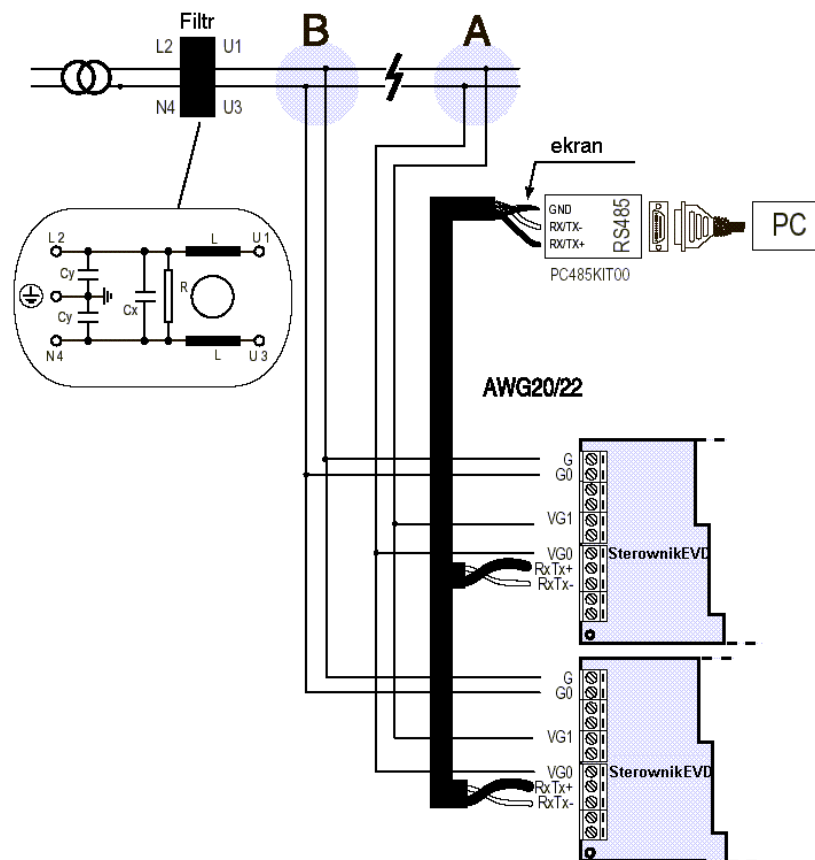 Filtr
B
A
L2
U1
N4
U3
ekran
GND
RX/TX-
RX/TX+
RS485
PC
PC485KIT00
L2
L
U1
Cy
R
Cx
Cy
N4
L
U3
AWG20/22
G
G0
VG1
VG0
RxTx+
RxTx-
SterownikEVD
G
G0
VG1
VG0
RxTx+
RxTx-
SterownikEVD